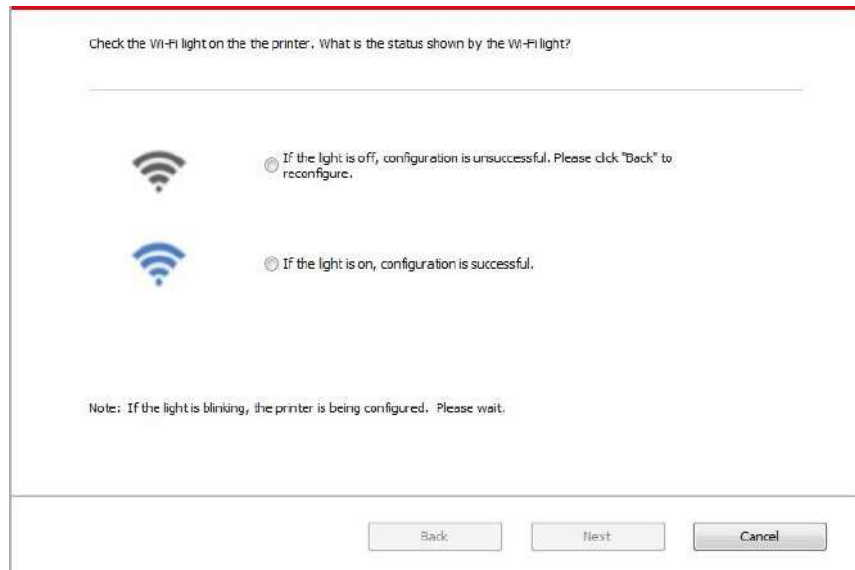 Check the Wi-Fi light on the the printer. What is the status shown by the Wi-Fi light?
If the light is off, configuration is unsuccessful. Please click "Back" to
reconfigure.
If the light is on, configuration is successful.
Note: If the light is blinking, the printer is being configured. Please wait.
Back
Next
Cancel